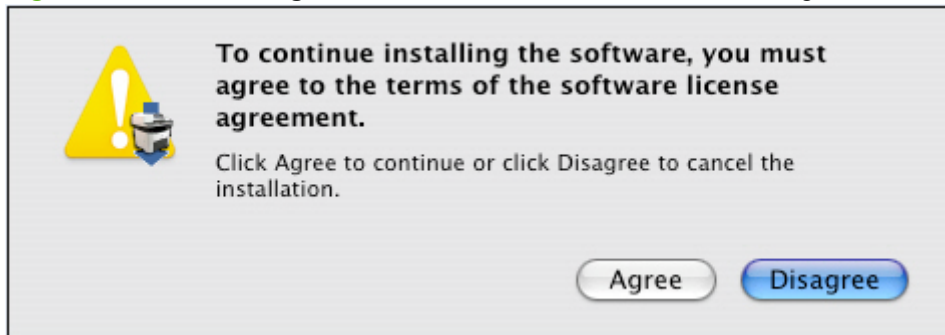 To continue installing the software, you must
agree to the terms of the software license
agreement.
Click Agree to continue or click Disagree to cancel the
installation.
Agree
Disagree